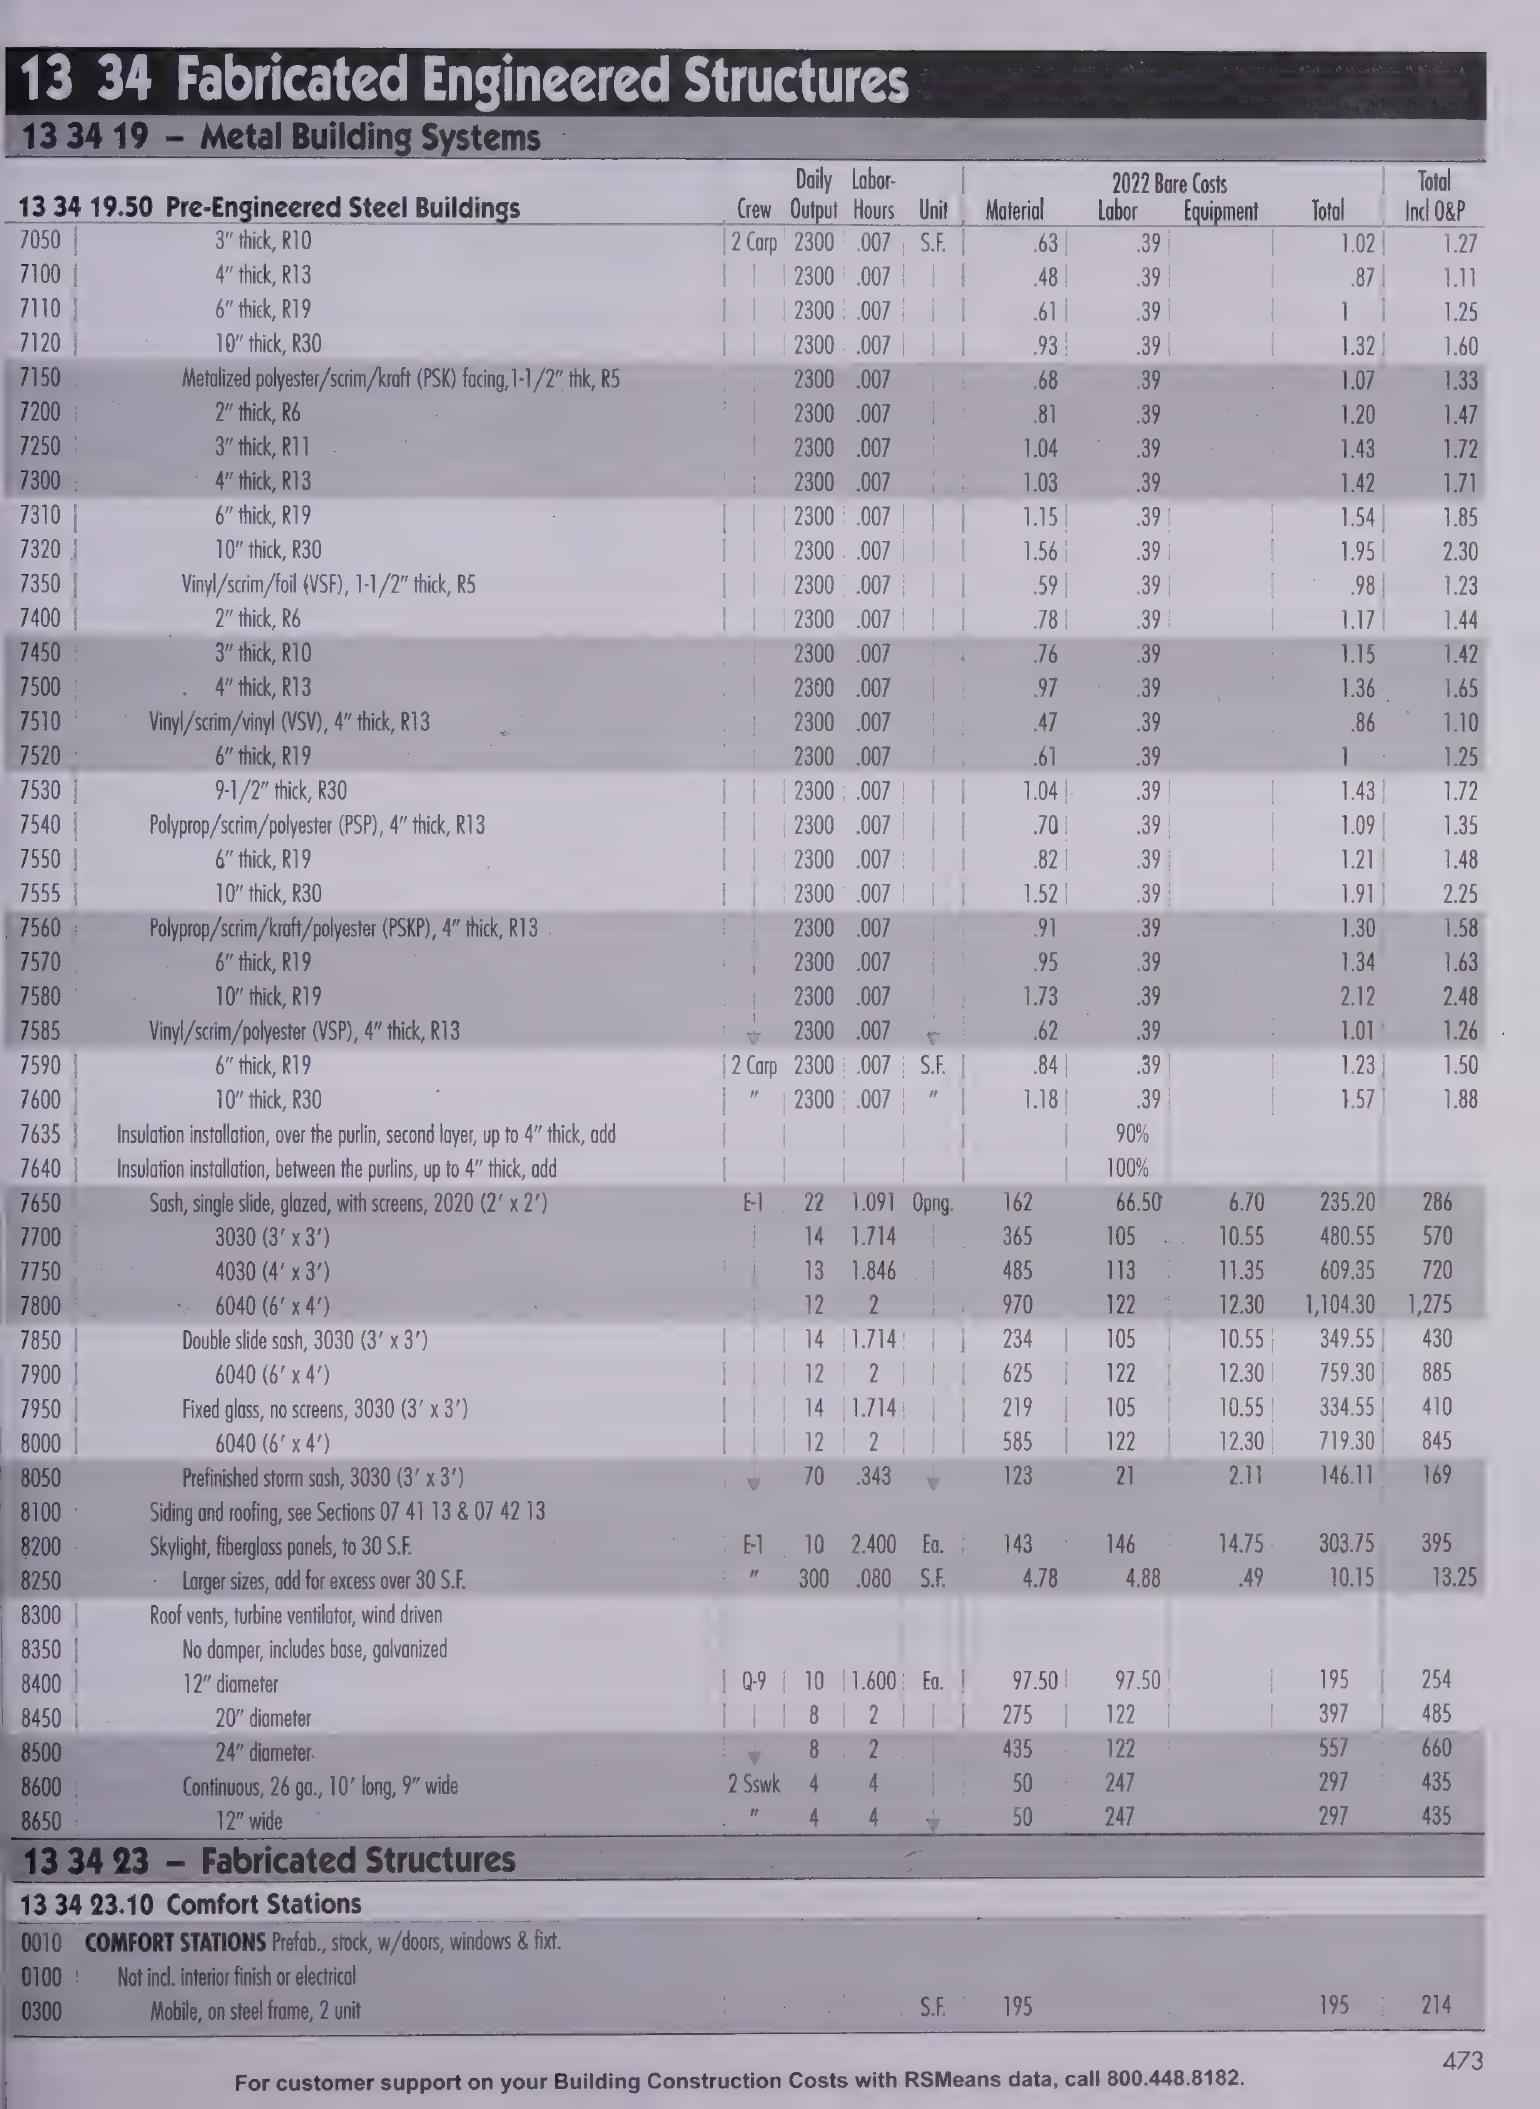 13 34 Fabricated Engineered Structures
13 34 19 – Metal Building Systems
Daily Labor- 2022 Bare Costs Total
13 34 19.50 Pre-Engineered Steel Buildings Crew Output Hours Unit Material Labor Equipment Total Incl O&P
7050 3" thick, R10 2 Carp 2300 .007 S.F. .63 .39 1.02 1.27
7100 4" thick, R13 2300 .007 .48 .39 .87 1.11
7110 6" thick, R19 2300 .007 .61 .39 1 1.25
7120 10" thick, R30 2300 .007 .93 .39 1.32 1.60
7150 Metalized polyester/scrim/kraft (PSK) facing,1-1/2" thk, R5 2300 .007 .68 .39 1.07 1.33
7200 2" thick, R6 2300 .007 .81 .39 1.20 1.47
7250 3" thick, R11 2300 .007 1.04 .39 1.43 1.72
7300 4" thick, R13 2300 .007 1.03 .39 1.42 1.71
7310 6" thick, R19 2300 .007 1.15 .39 1.54 1.85
7320 10" thick, R30 2300 .007 1.56 .39 1.95 2.30
7350 Vinyl/scrim/foil (VSF), 1-1/2" thick, R5 2300 .007 .59 .39 .98 1.23
7400 2" thick, R6 2300 .007 .78 .39 1.17 1.44
7450 3" thick, R10 2300 .007 .76 .39 1.15 1.42
7500 4" thick, R13 2300 .007 .97 .39 1.36 1.65
7510 Vinyl/scrim/vinyl (VSV), 4" thick, R13 2300 .007 .47 .39 .86 1.10
7520 6" thick, R19 2300 .007 .61 .39 1 1.25
7530 9-1/2" thick, R30 2300 .007 1.04 .39 1.43 1.72
7540 Polyprop/scrim/polyester (PSP), 4" thick, R13 2300 .007 .70 .39 1.09 1.35
7550 6" thick, R19 2300 .007 .82 .39 1.21 1.48
7555 10" thick, R30 2300 .007 1.52 .39 1.91 2.25
7560 Polyprop/scrim/kraft/polyester (PSKP), 4" thick, R13 2300 .007 .91 .39 1.30 1.58
7570 6" thick, R19 2300 .007 .95 .39 1.34 1.63
7580 10" thick, R19 2300 .007 1.73 .39 2.12 2.48
7585 Vinyl/scrim/polyester (VSP), 4" thick, R13 2300 .007 .62 .39 1.01 1.26
7590 6" thick, R19 2 Carp 2300 .007 S.F. .84 .39 1.23 1.50
7600 10" thick, R30 " 2300 .007 " 1.18 .39 1.57 1.88
7635 Insulation installation, over the purlin, second layer, up to 4" thick, add 90%
7640 Insulation installation, between the purlins, up to 4" thick, add 100%
7650 Sash, single slide, glazed, with screens, 2020 (2' x 2') E-1 22 1.091 Opng. 162 66.50 6.70 235.20 286
7700 3030 (3' x 3') 14 1.714 365 105 10.55 480.55 570
7750 4030 (4' x 3') 13 1.846 485 113 11.35 609.35 720
7800 6040 (6' x 4') 12 2 970 122 12.30 1,104.30 1,275
7850 Double slide sash, 3030 (3' x 3') 14 1.714 234 105 10.55 349.55 430
7900 6040 (6' x 4') 12 2 625 122 12.30 759.30 885
7950 Fixed glass, no screens, 3030 (3' x 3') 14 1.714 219 105 10.55 334.55 410
8000 6040 (6' x 4') 12 2 585 122 12.30 719.30 845
8050 Prefinished storm sash, 3030 (3' x 3') 70 .343 123 21 2.11 146.11 169
8100 Siding and roofing, see Sections 07 41 13 & 07 42 13
8200 Skylight, fiberglass panels, to 30 S.F. E-1 10 2.400 Ea. 143 146 14.75 303.75 395
8250 Larger sizes, add for excess over 30 S.F. " 300 .080 S.F. 4.78 4.88 .49 10.15 13.25
8300 Roof vents, turbine ventilator, wind driven
8350 No damper, includes base, galvanized
8400 12" diameter Q-9 10 1.600 Ea. 97.50 97.50 195 254
8450 20" diameter 8 2 275 122 397 485
8500 24" diameter 8 2 435 122 557 660
8600 Continuous, 26 ga., 10' long, 9" wide 2 Sswk 4 4 50 247 297 435
8650 12" wide " 4 4 50 247 297 435
13 34 23 – Fabricated Structures
13 34 23.10 Comfort Stations
0010 COMFORT STATIONS Prefab., stock, w/doors, windows & fixt.
0100 Not incl. interior finish or electrical
0300 Mobile, on steel frame, 2 unit S.F. 195 195 214
473
For customer support on your Building Construction Costs with RSMeans data, call 800.448.8182.